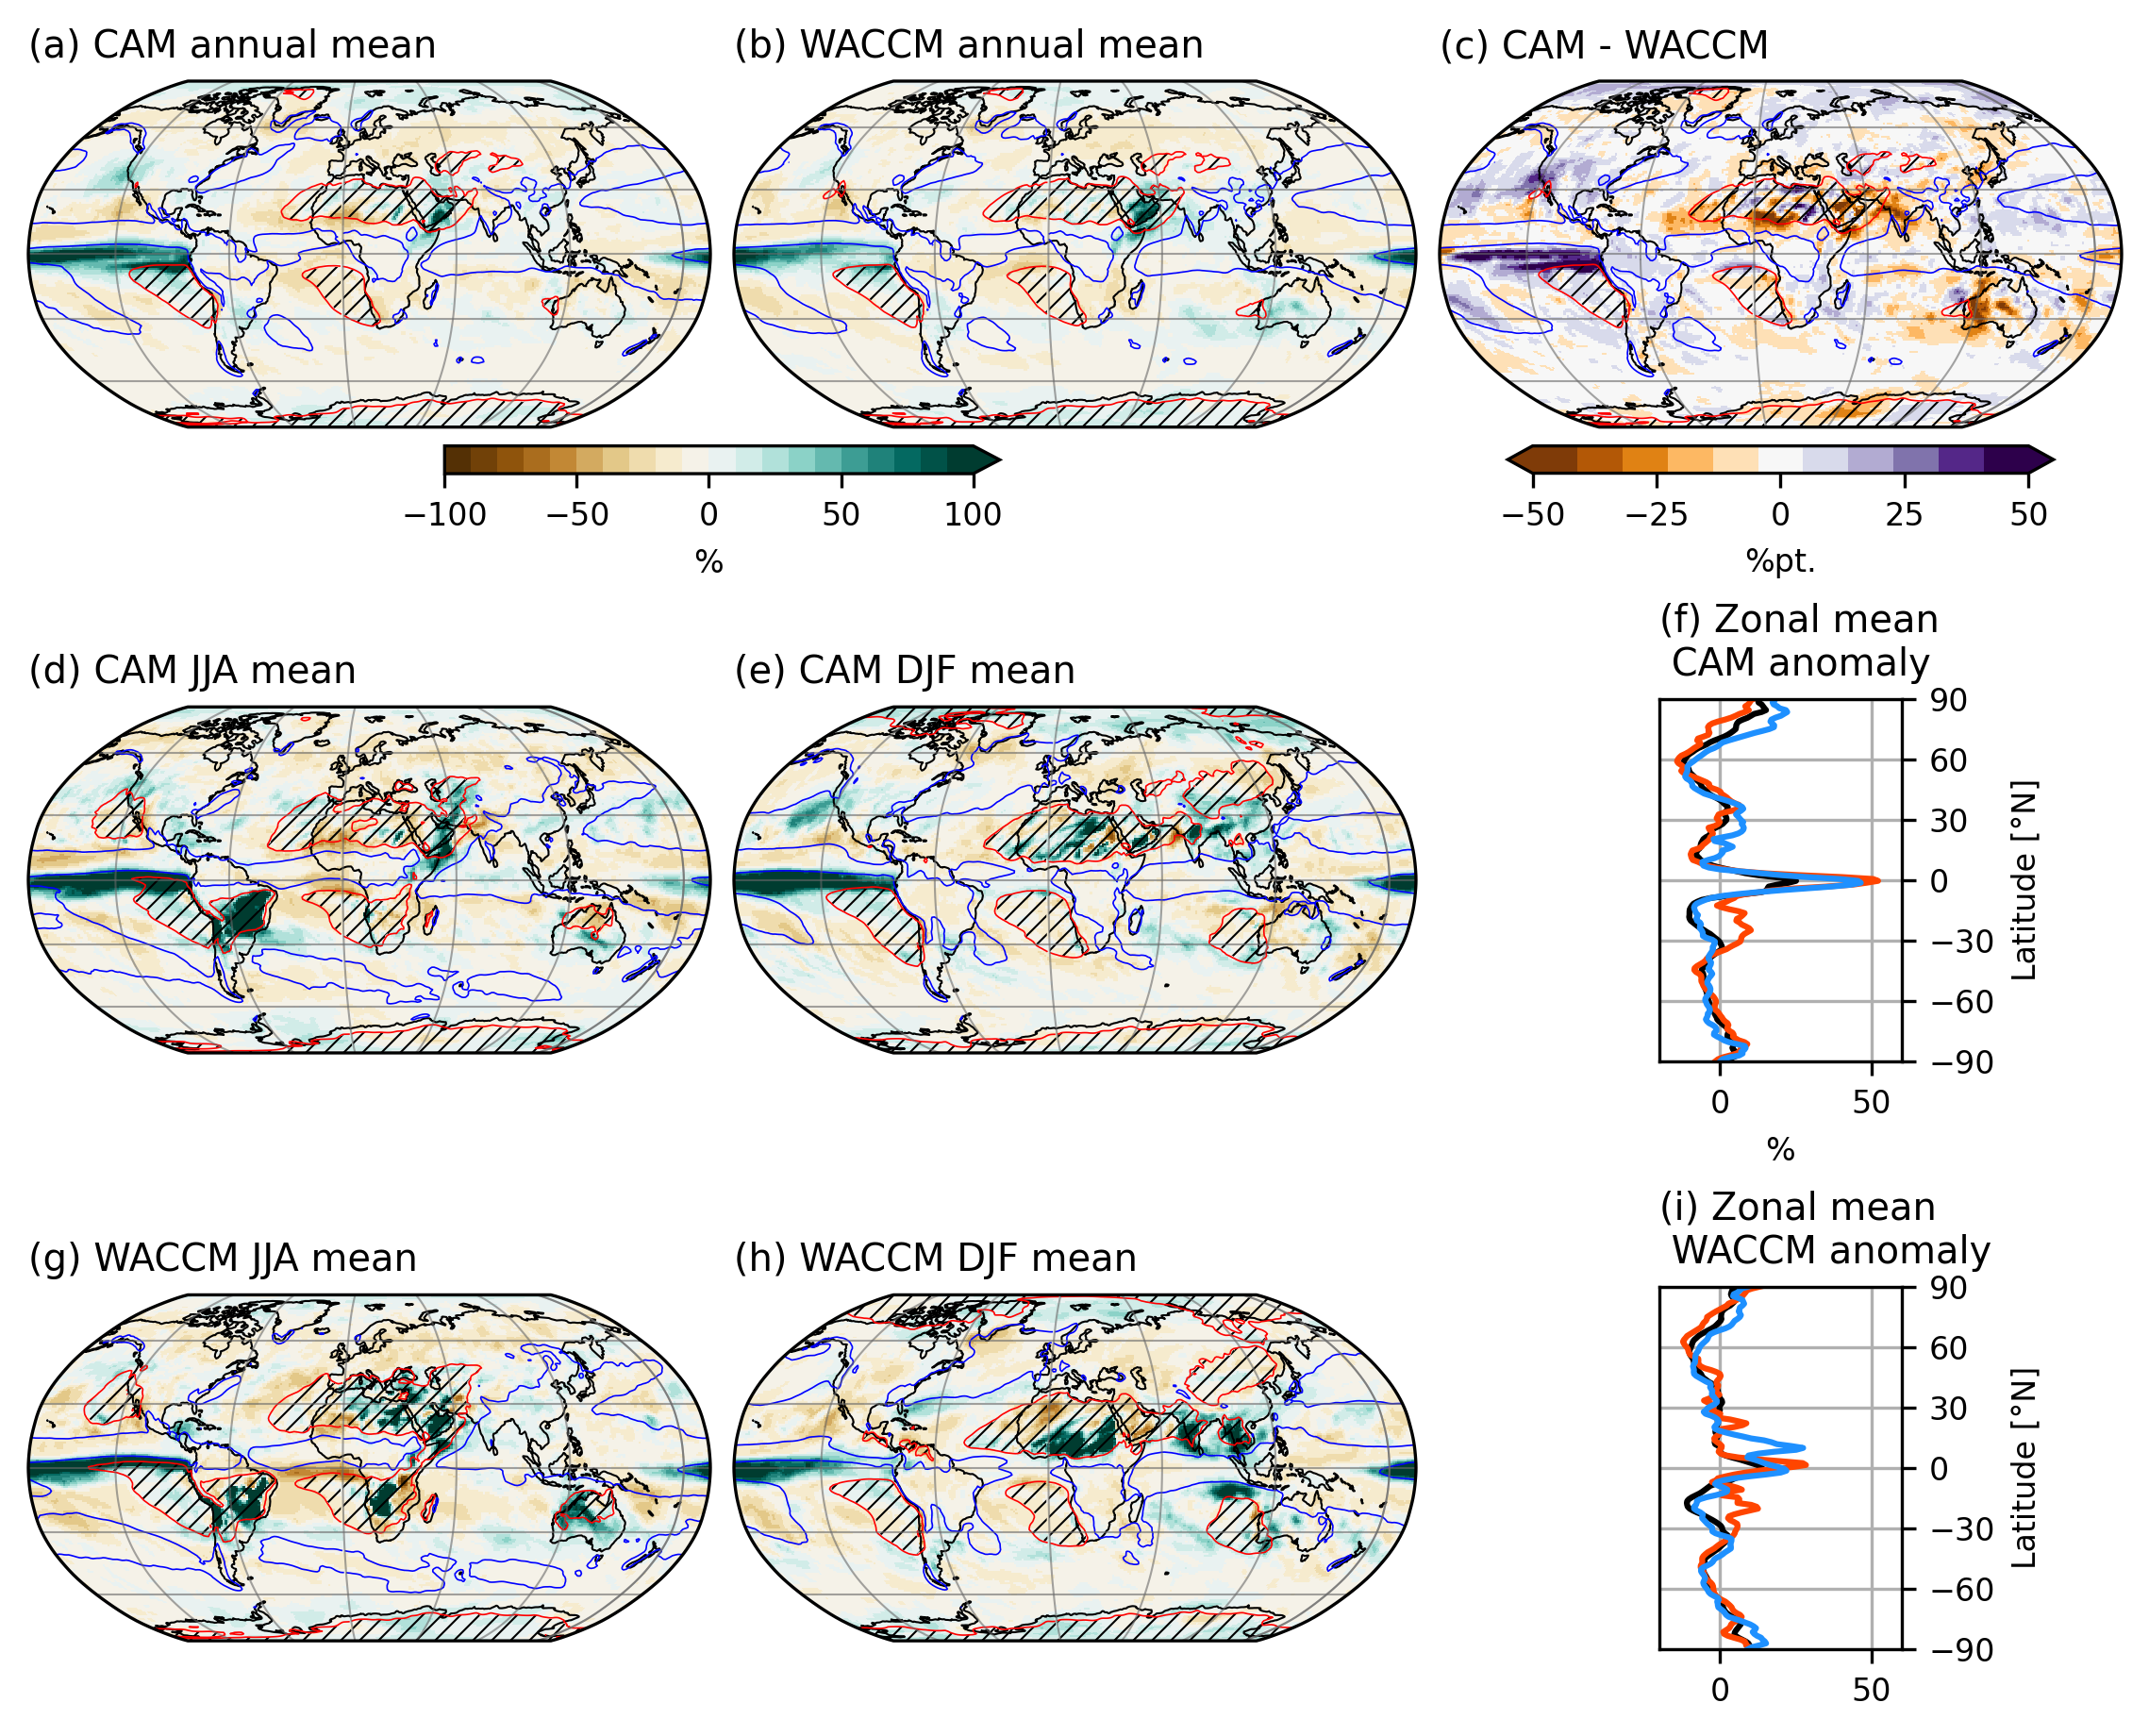 (a) CAM annual mean
(b) WACCM annual mean
(c) CAM - WACCM
−100
−50
0
50
100
%
−50
−25
0
25
50
%pt.
(d) CAM JJA mean
(e) CAM DJF mean
(f) Zonal mean
CAM anomaly
90
60
30
0
−30
−60
−90
Latitude [°N]
0
50
%
(g) WACCM JJA mean
(h) WACCM DJF mean
(i) Zonal mean
WACCM anomaly
90
60
30
0
−30
−60
−90
Latitude [°N]
0
50